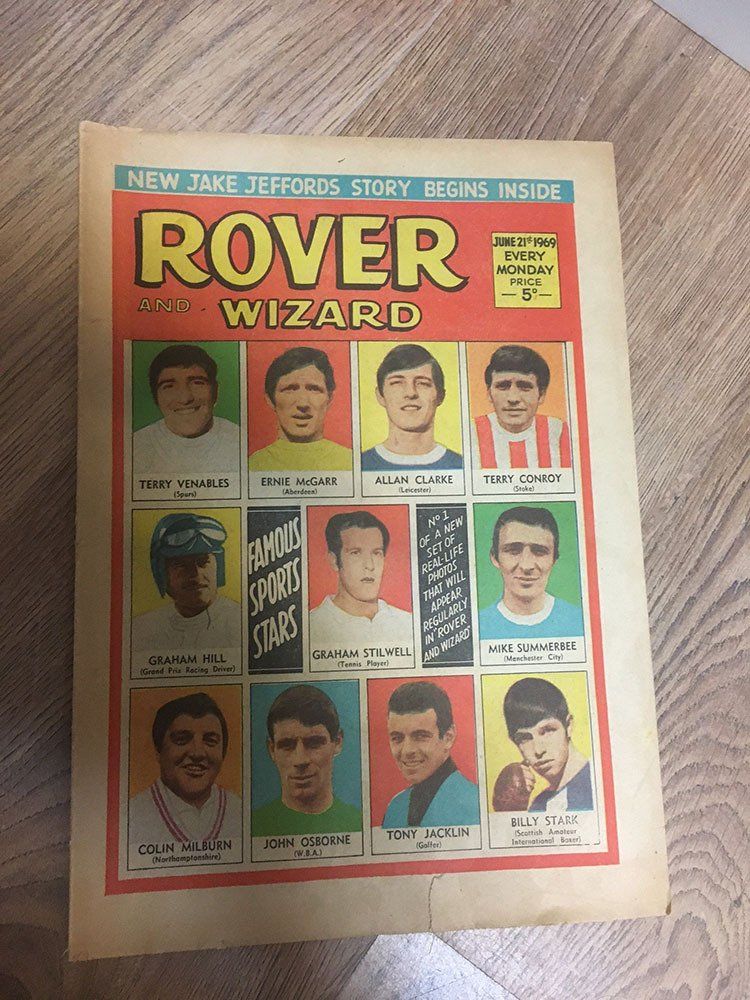 NEW JAKE JEFFORDS STORY BEGINS INSIDE
ROVER
AND WIZARD
JUNE 21ST 1969
EVERY
MONDAY
PRICE
— 5D —
TERRY VENABLES
(Spurs)
ERNIE McGARR
(Aberdeen)
ALLAN CLARKE
(Leicester)
TERRY CONROY
(Stoke)
GRAHAM HILL
(Grand Prix Racing Driver)
FAMOUS
SPORTS
STARS
GRAHAM STILWELL
(Tennis Player)
No 1
OF A NEW
SET OF
REAL-LIFE
PHOTOS
THAT WILL
APPEAR
REGULARLY
IN "ROVER
AND WIZARD"
MIKE SUMMERBEE
(Manchester City)
COLIN MILBURN
(Northamptonshire)
JOHN OSBORNE
(W.B.A.)
TONY JACKLIN
(Golfer)
BILLY STARK
(Scottish Amateur
International Boxer)